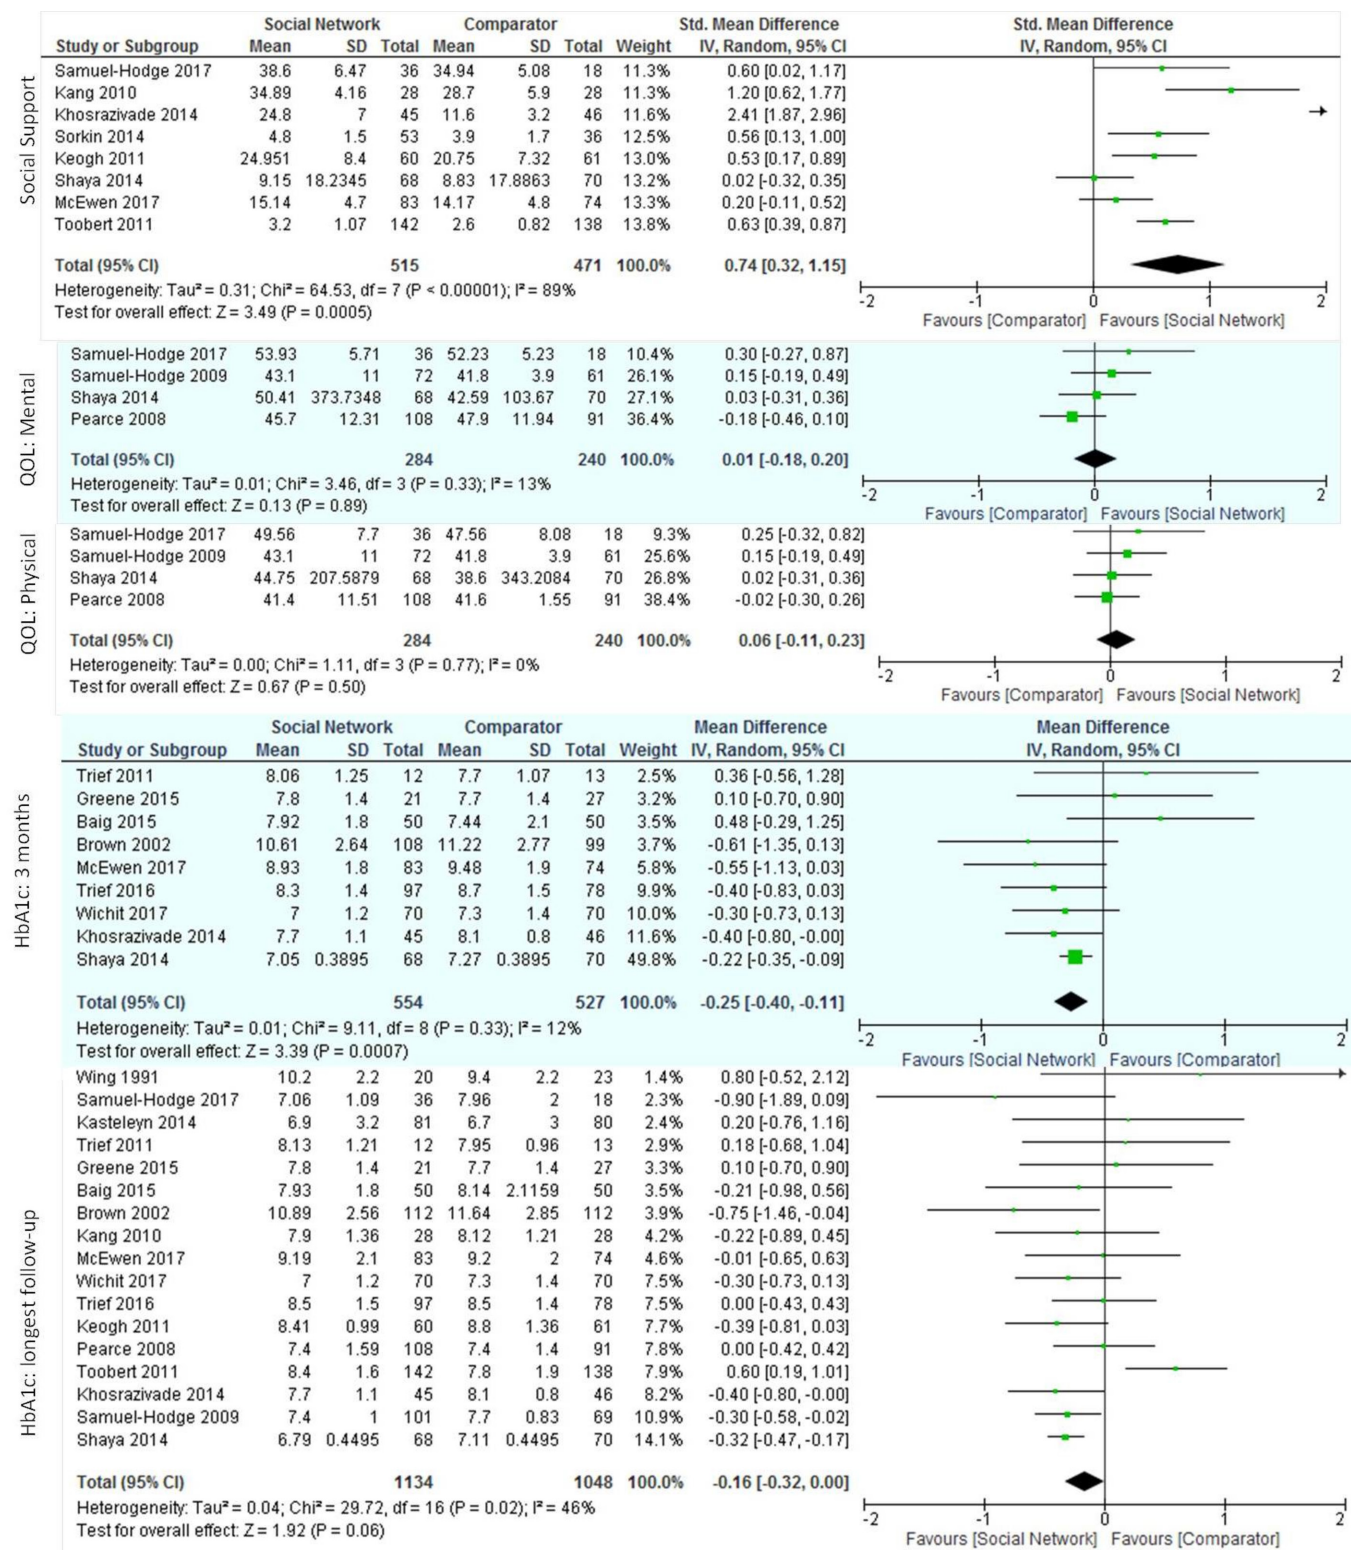 Social Support
Social Network Comparator Std. Mean Difference Std. Mean Difference
Study or Subgroup Mean SD Total Mean SD Total Weight IV, Random, 95% CI IV, Random, 95% CI
Samuel-Hodge 2017 38.6 6.47 36 34.94 5.08 18 11.3% 0.60 [0.02, 1.17]
Kang 2010 34.89 4.16 28 28.7 5.9 28 11.3% 1.20 [0.62, 1.77]
Khosrazivade 2014 24.8 7 45 11.6 3.2 46 11.6% 2.41 [1.87, 2.96]
Sorkin 2014 4.8 1.5 53 3.9 1.7 36 12.5% 0.56 [0.13, 1.00]
Keogh 2011 24.951 8.4 60 20.75 7.32 61 13.0% 0.53 [0.17, 0.89]
Shaya 2014 9.15 18.2345 68 8.83 17.8863 70 13.2% 0.02 [-0.32, 0.35]
McEwen 2017 15.14 4.7 83 14.17 4.8 74 13.3% 0.20 [-0.11, 0.52]
Toobert 2011 3.2 1.07 142 2.6 0.82 138 13.8% 0.63 [0.39, 0.87]
Total (95% CI) 515 471 100.0% 0.74 [0.32, 1.15]
Heterogeneity: Tau² = 0.31; Chi² = 64.53, df = 7 (P < 0.00001); I² = 89%
Test for overall effect: Z = 3.49 (P = 0.0005)
-2 -1 0 1 2
Favours [Comparator] Favours [Social Network]
QOL: Mental
Samuel-Hodge 2017 53.93 5.71 36 52.23 5.23 18 10.4% 0.30 [-0.27, 0.87]
Samuel-Hodge 2009 43.1 11 72 41.8 3.9 61 26.1% 0.15 [-0.19, 0.49]
Shaya 2014 50.41 373.7348 68 42.59 103.67 70 27.1% 0.03 [-0.31, 0.36]
Pearce 2008 45.7 12.31 108 47.9 11.94 91 36.4% -0.18 [-0.46, 0.10]
Total (95% CI) 284 240 100.0% 0.01 [-0.18, 0.20]
Heterogeneity: Tau² = 0.01; Chi² = 3.46, df = 3 (P = 0.33); I² = 13%
Test for overall effect: Z = 0.13 (P = 0.89)
-2 -1 0 1 2
Favours [Comparator] Favours [Social Network]
QOL: Physical
Samuel-Hodge 2017 49.56 7.7 36 47.56 8.08 18 9.3% 0.25 [-0.32, 0.82]
Samuel-Hodge 2009 43.1 11 72 41.8 3.9 61 25.6% 0.15 [-0.19, 0.49]
Shaya 2014 44.75 207.5879 68 38.6 343.2084 70 26.8% 0.02 [-0.31, 0.36]
Pearce 2008 41.4 11.51 108 41.6 1.55 91 38.4% -0.02 [-0.30, 0.26]
Total (95% CI) 284 240 100.0% 0.06 [-0.11, 0.23]
Heterogeneity: Tau² = 0.00; Chi² = 1.11, df = 3 (P = 0.77); I² = 0%
Test for overall effect: Z = 0.67 (P = 0.50)
-2 -1 0 1 2
Favours [Comparator] Favours [Social Network]
HbA1c: 3 months
Social Network Comparator Mean Difference Mean Difference
Study or Subgroup Mean SD Total Mean SD Total Weight IV, Random, 95% CI IV, Random, 95% CI
Trief 2011 8.06 1.25 12 7.7 1.07 13 2.5% 0.36 [-0.56, 1.28]
Greene 2015 7.8 1.4 21 7.7 1.4 27 3.2% 0.10 [-0.70, 0.90]
Baig 2015 7.92 1.8 50 7.44 2.1 50 3.5% 0.48 [-0.29, 1.25]
Brown 2002 10.61 2.64 108 11.22 2.77 99 3.7% -0.61 [-1.35, 0.13]
McEwen 2017 8.93 1.8 83 9.48 1.9 74 5.8% -0.55 [-1.13, 0.03]
Trief 2016 8.3 1.4 97 8.7 1.5 78 9.9% -0.40 [-0.83, 0.03]
Wichit 2017 7 1.2 70 7.3 1.4 70 10.0% -0.30 [-0.73, 0.13]
Khosrazivade 2014 7.7 1.1 45 8.1 0.8 46 11.6% -0.40 [-0.80, -0.00]
Shaya 2014 7.05 0.3895 68 7.27 0.3895 70 49.8% -0.22 [-0.35, -0.09]
Total (95% CI) 554 527 100.0% -0.25 [-0.40, -0.11]
Heterogeneity: Tau² = 0.01; Chi² = 9.11, df = 8 (P = 0.33); I² = 12%
Test for overall effect: Z = 3.39 (P = 0.0007)
-2 -1 0 1 2
Favours [Social Network] Favours [Comparator]
HbA1c: longest follow-up
Wing 1991 10.2 2.2 20 9.4 2.2 23 1.4% 0.80 [-0.52, 2.12]
Samuel-Hodge 2017 7.06 1.09 36 7.96 2 18 2.3% -0.90 [-1.89, 0.09]
Kasteleyn 2014 6.9 3.2 81 6.7 3 80 2.4% 0.20 [-0.76, 1.16]
Trief 2011 8.13 1.21 12 7.95 0.96 13 2.9% 0.18 [-0.68, 1.04]
Greene 2015 7.8 1.4 21 7.7 1.4 27 3.3% 0.10 [-0.70, 0.90]
Baig 2015 7.93 1.8 50 8.14 2.1159 50 3.5% -0.21 [-0.98, 0.56]
Brown 2002 10.89 2.56 112 11.64 2.85 112 3.9% -0.75 [-1.46, -0.04]
Kang 2010 7.9 1.36 28 8.12 1.21 28 4.2% -0.22 [-0.89, 0.45]
McEwen 2017 9.19 2.1 83 9.2 2 74 4.6% -0.01 [-0.65, 0.63]
Wichit 2017 7 1.2 70 7.3 1.4 70 7.5% -0.30 [-0.73, 0.13]
Trief 2016 8.5 1.5 97 8.5 1.4 78 7.5% 0.00 [-0.43, 0.43]
Keogh 2011 8.41 0.99 60 8.8 1.36 61 7.7% -0.39 [-0.81, 0.03]
Pearce 2008 7.4 1.59 108 7.4 1.4 91 7.8% 0.00 [-0.42, 0.42]
Toobert 2011 8.4 1.6 142 7.8 1.9 138 7.9% 0.60 [0.19, 1.01]
Khosrazivade 2014 7.7 1.1 45 8.1 0.8 46 8.2% -0.40 [-0.80, -0.00]
Samuel-Hodge 2009 7.4 1 101 7.7 0.83 69 10.9% -0.30 [-0.58, -0.02]
Shaya 2014 6.79 0.4495 68 7.11 0.4495 70 14.1% -0.32 [-0.47, -0.17]
Total (95% CI) 1134 1048 100.0% -0.16 [-0.32, 0.00]
Heterogeneity: Tau² = 0.04; Chi² = 29.72, df = 16 (P = 0.02); I² = 46%
Test for overall effect: Z = 1.92 (P = 0.06)
-2 -1 0 1 2
Favours [Social Network] Favours [Comparator]